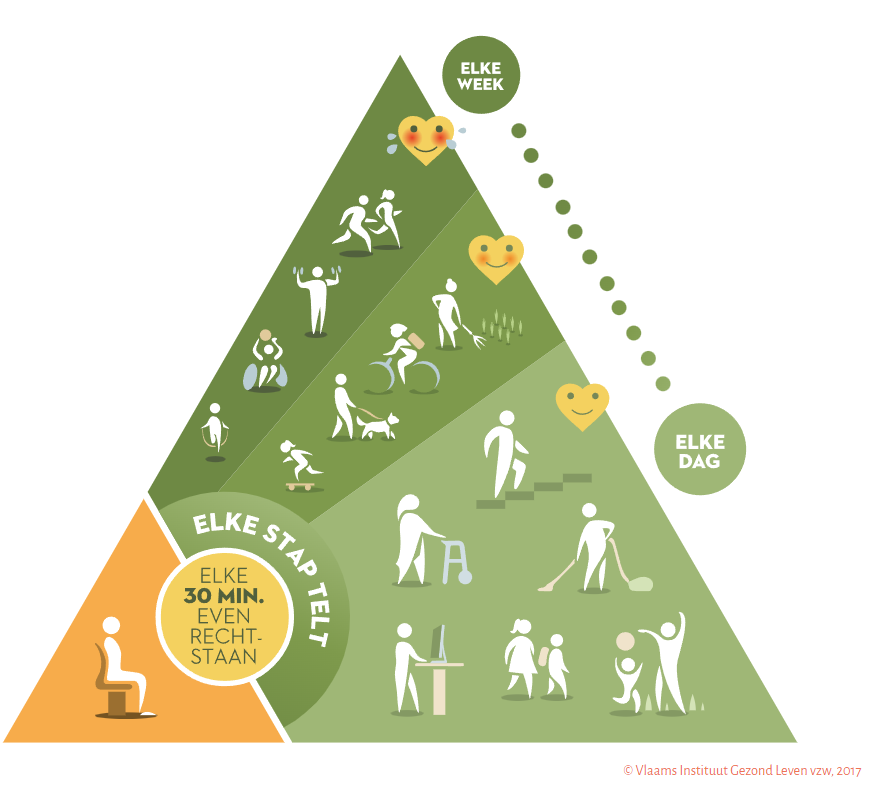 ELKE
WEEK
ELKE
DAG
ELKE STAP TELT
ELKE
30 MIN.
EVEN
RECHT-
STAAN
© Vlaams Instituut Gezond Leven vzw, 2017